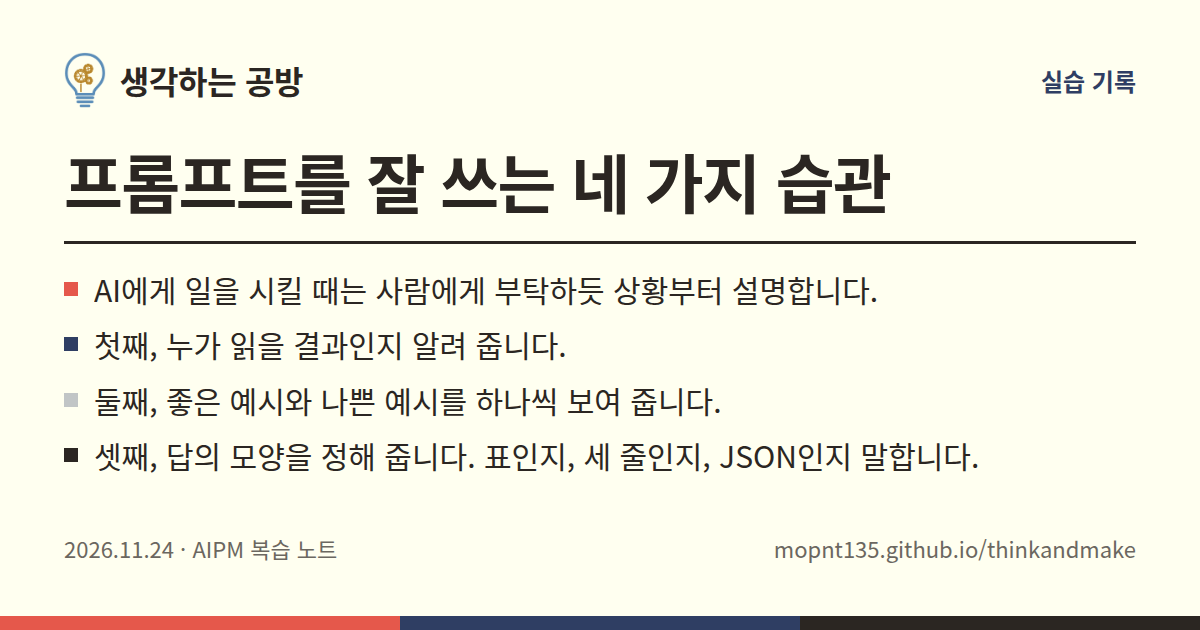 생각하는 공방
실습 기록
프롬프트를 잘 쓰는 네 가지 습관
AI에게 일을 시킬 때는 사람에게 부탁하듯 상황부터 설명합니다.
첫째, 누가 읽을 결과인지 알려 줍니다.
둘째, 좋은 예시와 나쁜 예시를 하나씩 보여 줍니다.
셋째, 답의 모양을 정해 줍니다. 표인지, 세 줄인지, JSON인지 말합니다.
2026.11.24 · AIPM 복습 노트
mopnt135.github.io/thinkandmake